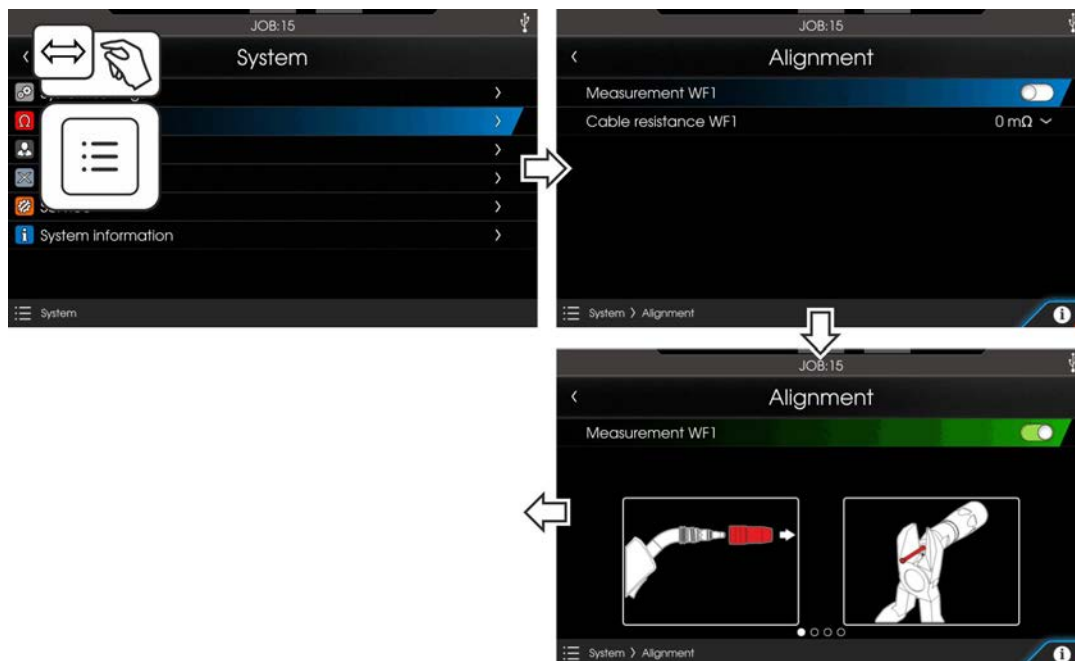 JOB:15
System
System information
System
JOB:15
Alignment
Measurement WF1
Cable resistance WF1 0 mΩ
System > Alignment
JOB:15
Alignment
Measurement WF1
System > Alignment